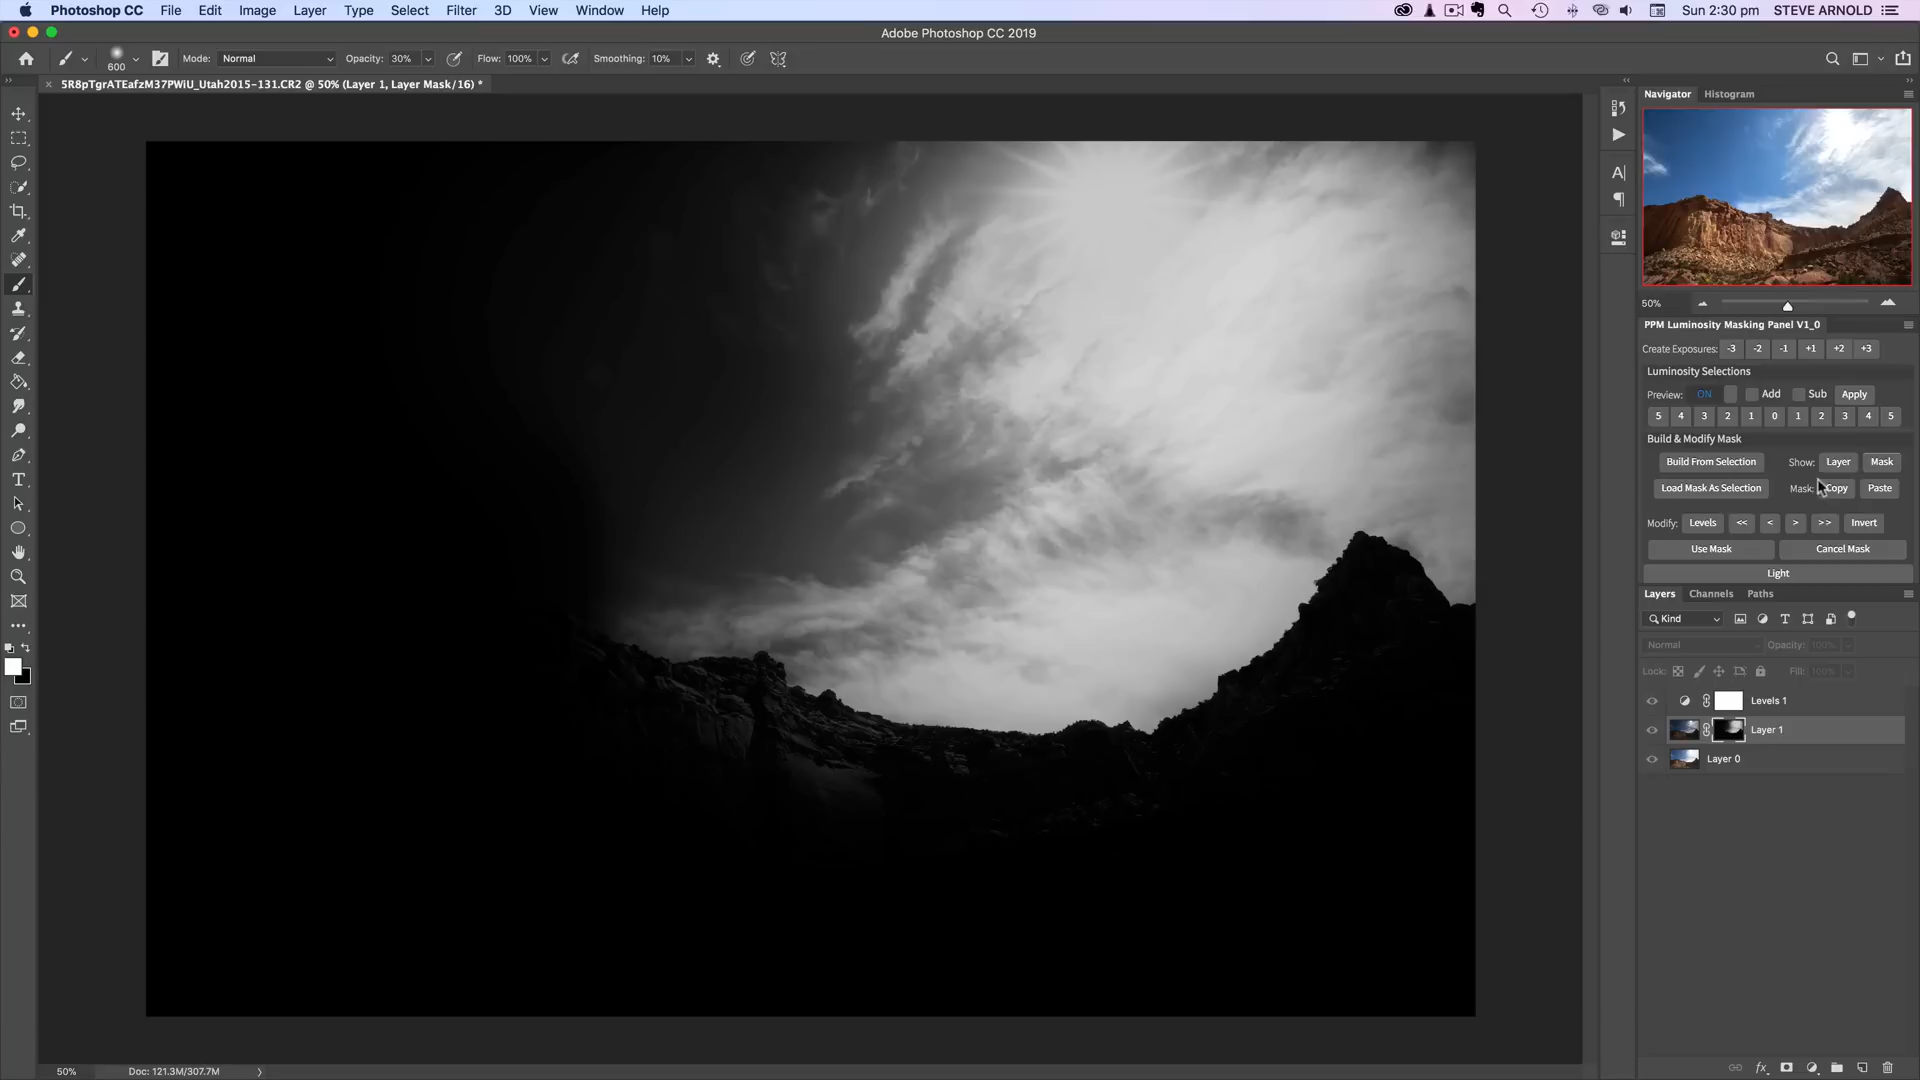 Photoshop CC File Edit Image Layer Type Select Filter 3D View Window Help Sun 2:30 pm STEVE ARNOLD
Adobe Photoshop CC 2019
600 Mode: Normal Opacity: 30% Flow: 100% Smoothing: 10%
5R8pTgrATEafzM37PWiU_Utah2015-131.CR2 @ 50% (Layer 1, Layer Mask/16) *
Navigator Histogram
50%
PPM Luminosity Masking Panel V1_0
Create Exposures: -3 -2 -1 +1 +2 +3
Luminosity Selections
Preview: ON Add Sub Apply
5 4 3 2 1 0 1 2 3 4 5
Build & Modify Mask
Build From Selection Show: Layer Mask
Load Mask As Selection Mask: Copy Paste
Modify: Levels << < > >> Invert
Use Mask Cancel Mask
Light
Layers Channels Paths
Kind
Normal Opacity: 100%
Lock: Fill: 100%
Levels 1
Layer 1
Layer 0
50% Doc: 121.3M/307.7M